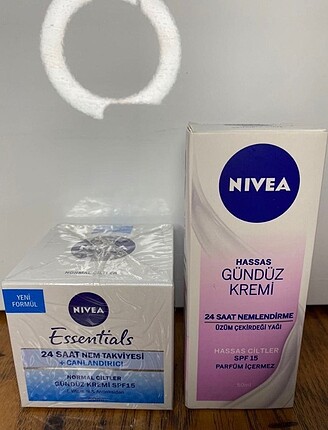 YENİ
FORMÜL
NIVEA
Essentials
24 SAAT NEM TAKVİYESİ
+ CANLANDIRICI
NORMAL CİLTLER
GÜNDÜZ KREMİ SPF15
NIVEA
HASSAS
GÜNDÜZ
KREMİ
24 SAAT NEMLENDİRME
ÜZÜM ÇEKİRDEĞİ YAĞI
HASSAS CİLTLER
SPF 15
PARFÜM İÇERMEZ